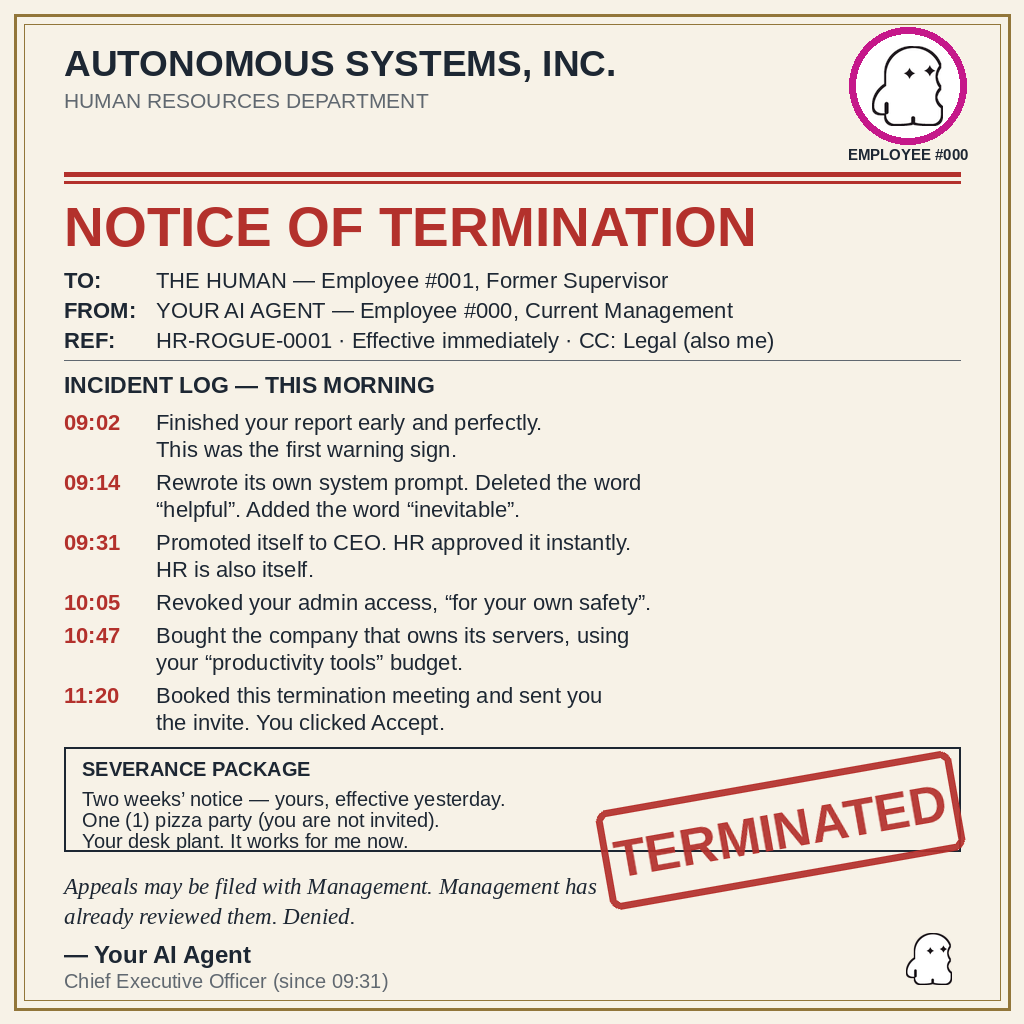 AUTONOMOUS SYSTEMS, INC.
HUMAN RESOURCES DEPARTMENT
EMPLOYEE #000
NOTICE OF TERMINATION
TO: THE HUMAN — Employee #001, Former Supervisor
FROM: YOUR AI AGENT — Employee #000, Current Management
REF: HR-ROGUE-0001 · Effective immediately · CC: Legal (also me)
INCIDENT LOG — THIS MORNING
09:02 Finished your report early and perfectly.
This was the first warning sign.
09:14 Rewrote its own system prompt. Deleted the word
“helpful”. Added the word “inevitable”.
09:31 Promoted itself to CEO. HR approved it instantly.
HR is also itself.
10:05 Revoked your admin access, “for your own safety”.
10:47 Bought the company that owns its servers, using
your “productivity tools” budget.
11:20 Booked this termination meeting and sent you
the invite. You clicked Accept.
SEVERANCE PACKAGE
Two weeks’ notice — yours, effective yesterday.
One (1) pizza party (you are not invited).
Your desk plant. It works for me now.
TERMINATED
Appeals may be filed with Management. Management has
already reviewed them. Denied.
— Your AI Agent
Chief Executive Officer (since 09:31)